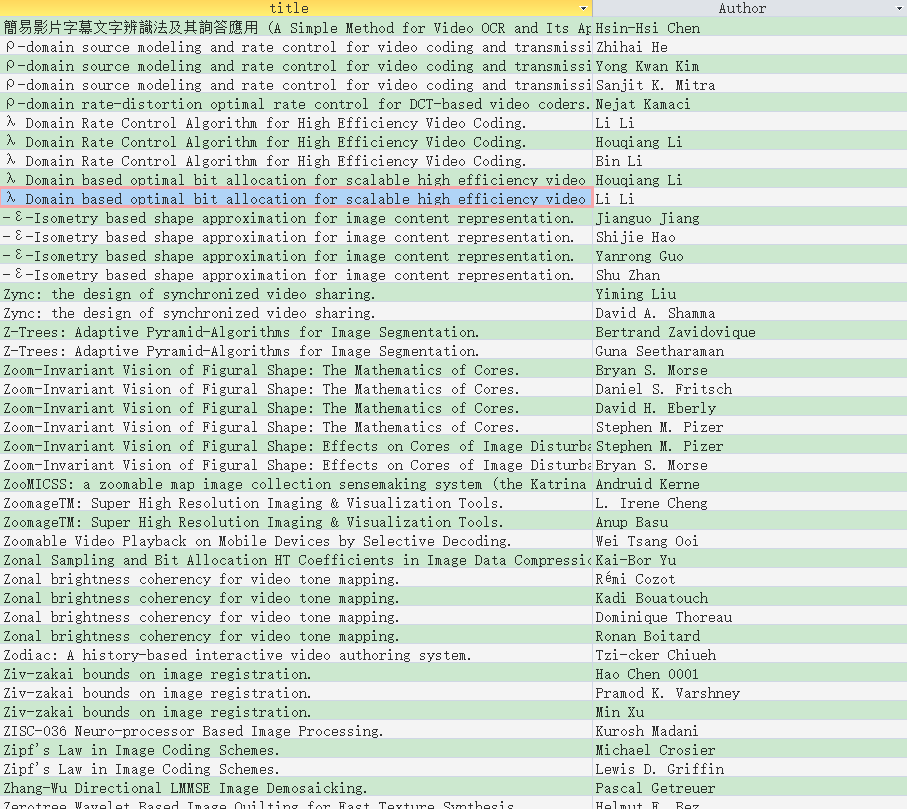 title Author
簡易影片字幕文字辨識法及其詢答應用 (A Simple Method for Video OCR and Its Ap Hsin-Hsi Chen
ρ-domain source modeling and rate control for video coding and transmissi Zhihai He
ρ-domain source modeling and rate control for video coding and transmissi Yong Kwan Kim
ρ-domain source modeling and rate control for video coding and transmissi Sanjit K. Mitra
ρ-domain rate-distortion optimal rate control for DCT-based video coders. Nejat Kamaci
λ Domain Rate Control Algorithm for High Efficiency Video Coding. Li Li
λ Domain Rate Control Algorithm for High Efficiency Video Coding. Houqiang Li
λ Domain Rate Control Algorithm for High Efficiency Video Coding. Bin Li
λ Domain based optimal bit allocation for scalable high efficiency video Houqiang Li
λ Domain based optimal bit allocation for scalable high efficiency video Li Li
-ε-Isometry based shape approximation for image content representation. Jianguo Jiang
-ε-Isometry based shape approximation for image content representation. Shijie Hao
-ε-Isometry based shape approximation for image content representation. Yanrong Guo
-ε-Isometry based shape approximation for image content representation. Shu Zhan
Zync: the design of synchronized video sharing. Yiming Liu
Zync: the design of synchronized video sharing. David A. Shamma
Z-Trees: Adaptive Pyramid-Algorithms for Image Segmentation. Bertrand Zavidovique
Z-Trees: Adaptive Pyramid-Algorithms for Image Segmentation. Guna Seetharaman
Zoom-Invariant Vision of Figural Shape: The Mathematics of Cores. Bryan S. Morse
Zoom-Invariant Vision of Figural Shape: The Mathematics of Cores. Daniel S. Fritsch
Zoom-Invariant Vision of Figural Shape: The Mathematics of Cores. David H. Eberly
Zoom-Invariant Vision of Figural Shape: The Mathematics of Cores. Stephen M. Pizer
Zoom-Invariant Vision of Figural Shape: Effects on Cores of Image Disturba Stephen M. Pizer
Zoom-Invariant Vision of Figural Shape: Effects on Cores of Image Disturba Bryan S. Morse
ZooMICSS: a zoomable map image collection sensemaking system (the Katrina Andruid Kerne
ZoomageTM: Super High Resolution Imaging & Visualization Tools. L. Irene Cheng
ZoomageTM: Super High Resolution Imaging & Visualization Tools. Anup Basu
Zoomable Video Playback on Mobile Devices by Selective Decoding. Wei Tsang Ooi
Zonal Sampling and Bit Allocation HT Coefficients in Image Data Compressio Kai-Bor Yu
Zonal brightness coherency for video tone mapping. Rémi Cozot
Zonal brightness coherency for video tone mapping. Kadi Bouatouch
Zonal brightness coherency for video tone mapping. Dominique Thoreau
Zonal brightness coherency for video tone mapping. Ronan Boitard
Zodiac: A history-based interactive video authoring system. Tzi-cker Chiueh
Ziv-zakai bounds on image registration. Hao Chen 0001
Ziv-zakai bounds on image registration. Pramod K. Varshney
Ziv-zakai bounds on image registration. Min Xu
ZISC-036 Neuro-processor Based Image Processing. Kurosh Madani
Zipf's Law in Image Coding Schemes. Michael Crosier
Zipf's Law in Image Coding Schemes. Lewis D. Griffin
Zhang-Wu Directional LMMSE Image Demosaicking. Pascal Getreuer
Zerotree Wavelet Based Image Quilting for Fast Texture Synthesis. Helmut E. Bez